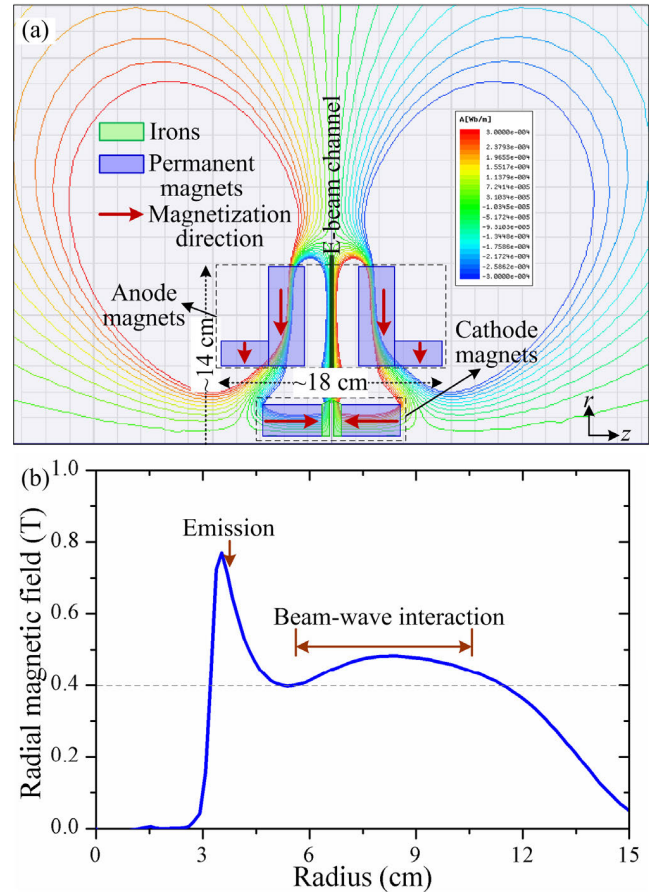 (a)
Irons
Permanent
magnets
Magnetization
direction
E-beam channel
A[Wb/m]
3.0000e-004
2.3793e-004
1.9655e-004
1.5517e-004
1.1379e-004
7.2414e-005
3.1034e-005
-1.0345e-005
-5.1724e-005
-9.3103e-005
-1.3448e-004
-1.7586e-004
-2.1724e-004
-2.5862e-004
-3.0000e-004
Anode
magnets
~14 cm
~18 cm
Cathode
magnets
r
z
(b)
1.0
0.8
0.6
0.4
0.2
0.0
Radial magnetic field (T)
Emission
Beam-wave interaction
0
3
6
9
12
15
Radius (cm)